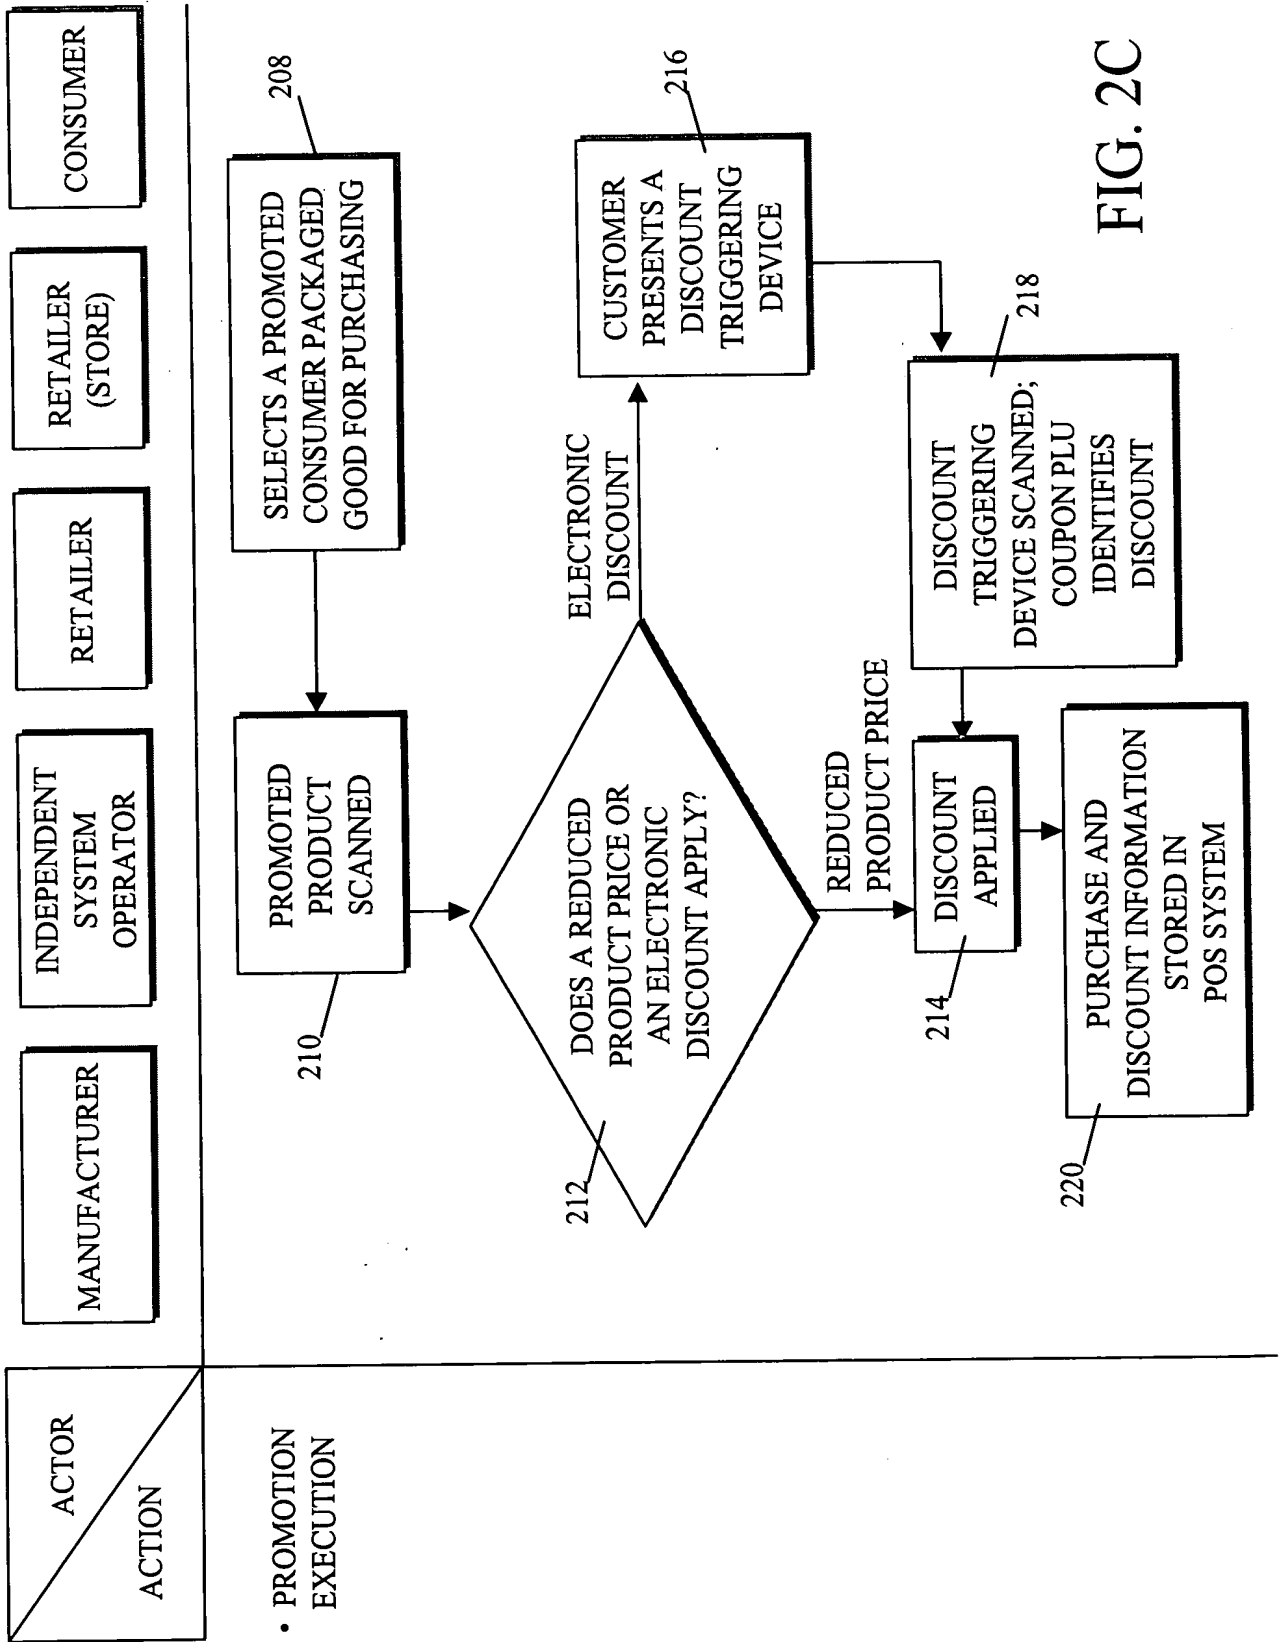 ACTOR
ACTION
MANUFACTURER
INDEPENDENT
SYSTEM
OPERATOR
RETAILER
RETAILER
(STORE)
CONSUMER
• PROMOTION
EXECUTION
208
SELECTS A PROMOTED
CONSUMER PACKAGED
GOOD FOR PURCHASING
PROMOTED
PRODUCT
SCANNED
210
DOES A REDUCED
PRODUCT PRICE OR
AN ELECTRONIC
DISCOUNT APPLY?
212
ELECTRONIC
DISCOUNT
CUSTOMER
PRESENTS A
DISCOUNT
TRIGGERING
DEVICE
216
REDUCED
PRODUCT PRICE
DISCOUNT
APPLIED
214
DISCOUNT
TRIGGERING
DEVICE SCANNED;
COUPON PLU
IDENTIFIES
DISCOUNT
218
PURCHASE AND
DISCOUNT INFORMATION
STORED IN
POS SYSTEM
220
FIG. 2C